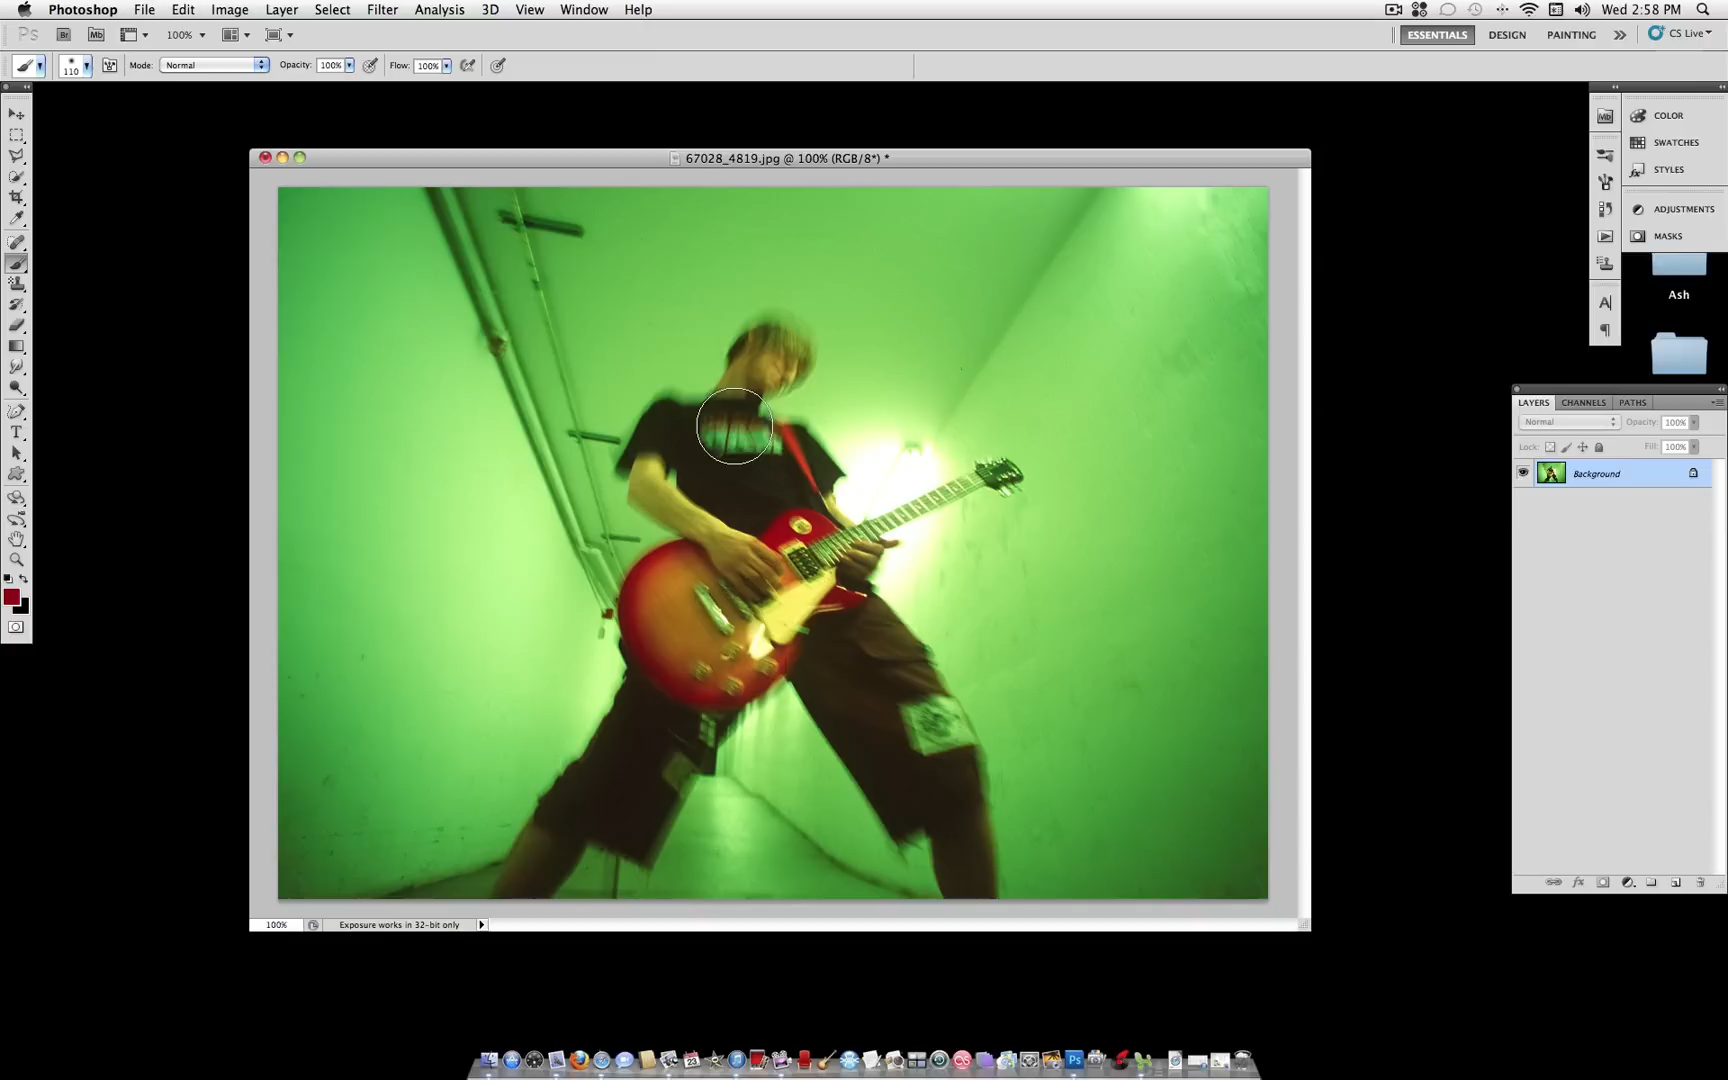 Photoshop File Edit Image Layer Select Filter Analysis 3D View Window Help Wed 2:58 PM
Ps Br Mb 100% ESSENTIALS DESIGN PAINTING CS Live
110 Mode: Normal Opacity: 100% Flow: 100%
67028_4819.jpg @ 100% (RGB/8*) *
Mb COLOR
SWATCHES
STYLES
ADJUSTMENTS
MASKS
Ash
LAYERS CHANNELS PATHS
Normal Opacity: 100%
Lock: Fill: 100%
Background
100% Exposure works in 32-bit only